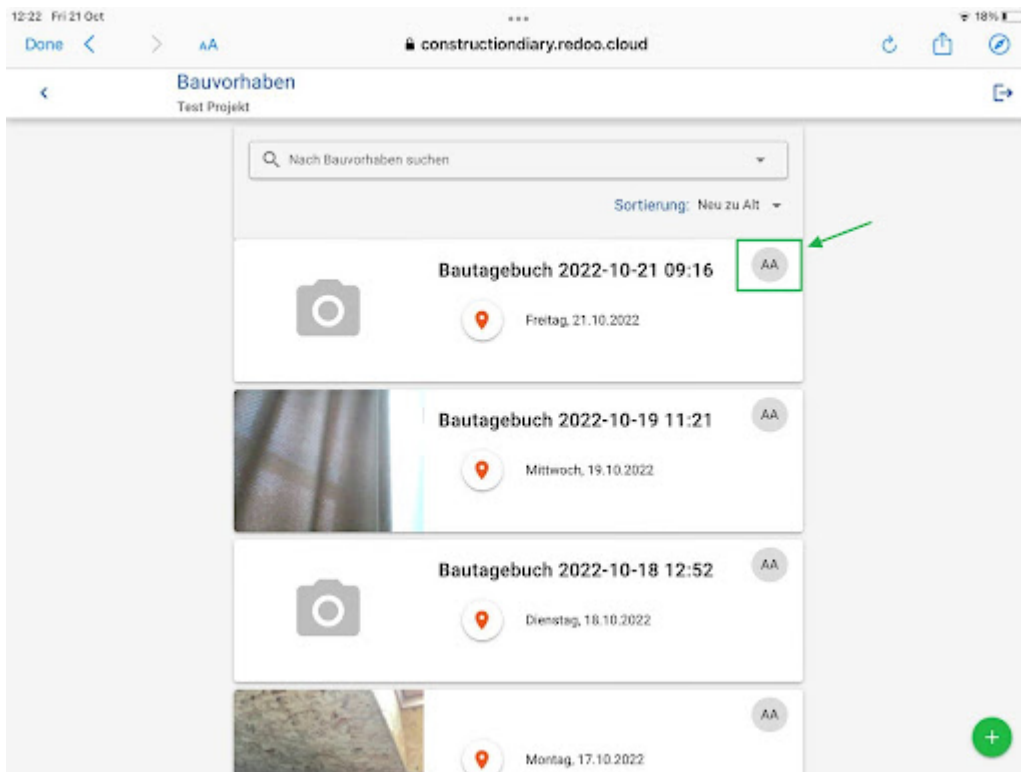 12:22 Fri 21 Oct
18%
Done
AA
constructiondiary.redoo.cloud
Bauvorhaben
Test Projekt
Nach Bauvorhaben suchen
Sortierung: Neu zu Alt
Bautagebuch 2022-10-21 09:16
AA
Freitag, 21.10.2022
Bautagebuch 2022-10-19 11:21
AA
Mittwoch, 19.10.2022
Bautagebuch 2022-10-18 12:52
AA
Dienstag, 18.10.2022
AA
Montag, 17.10.2022